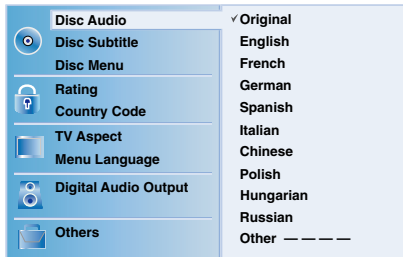 Disc Audio
Disc Subtitle
Disc Menu
Rating
Country Code
TV Aspect
Menu Language
Digital Audio Output
Others
✓Original
English
French
German
Spanish
Italian
Chinese
Polish
Hungarian
Russian
Other — — — —